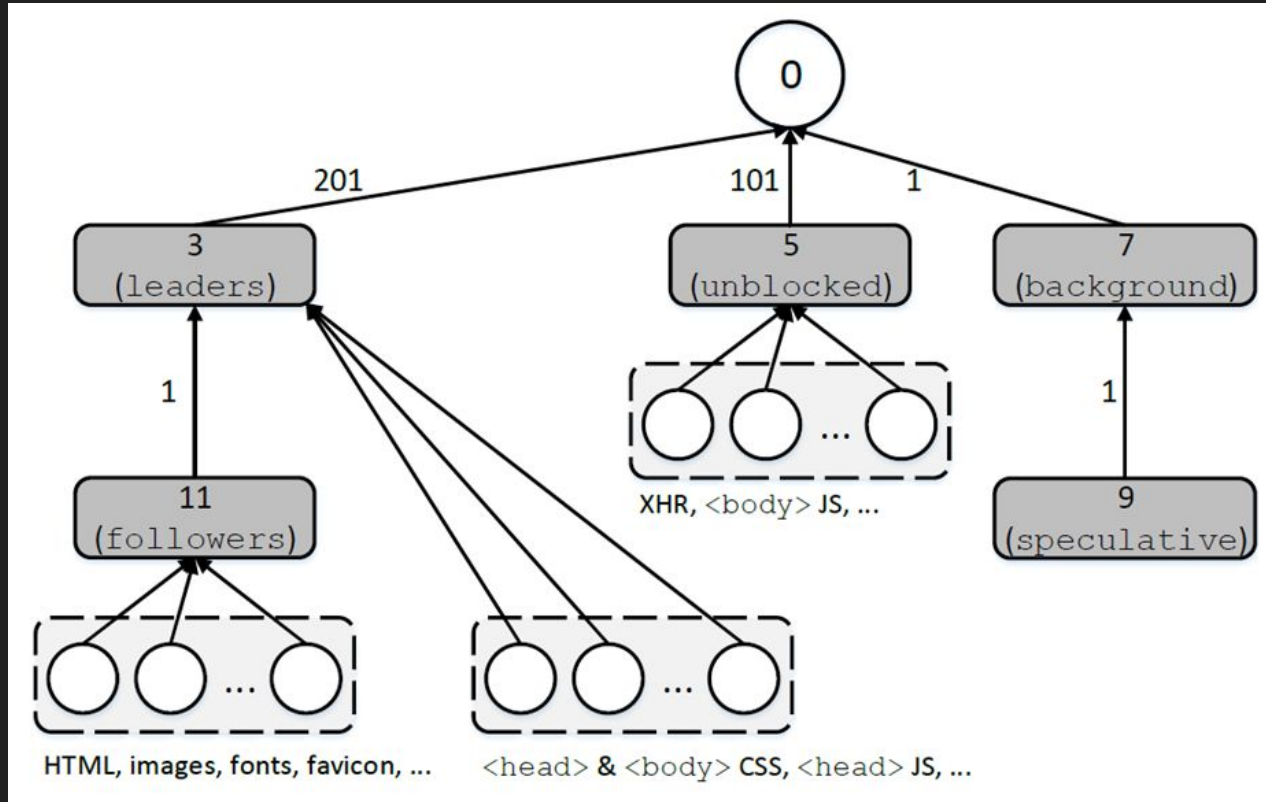 0
201
101
1
3
(leaders)
5
(unblocked)
7
(background)
1
1
...
XHR, <body> JS, ...
11
(followers)
9
(speculative)
...
...
HTML, images, fonts, favicon, ...
<head> & <body> CSS, <head> JS, ...